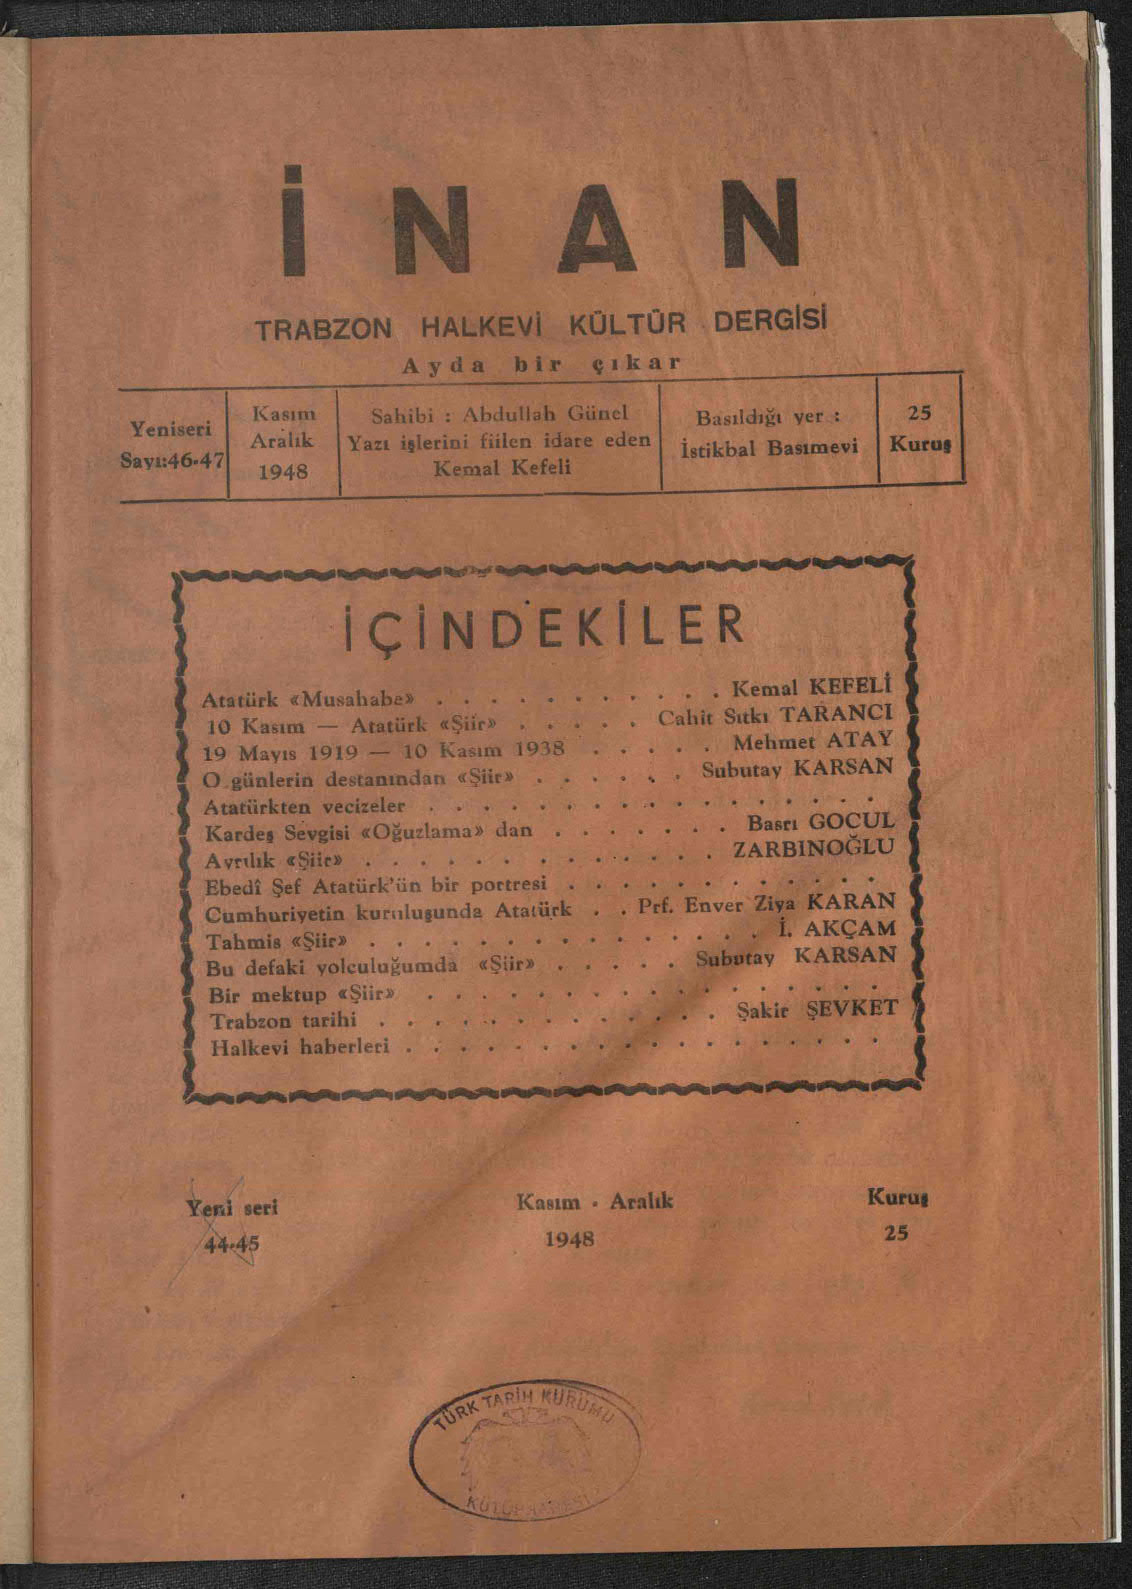 İNAN
TRABZON HALKEVİ KÜLTÜR DERGİSİ
Ayda bir çıkar
Yeniseri
Sayı:46-47
Kasım
Aralık
1948
Sahibi : Abdullah Günel
Yazı işlerini fiilen idare eden
Kemal Kefeli
Basıldığı yer :
İstikbal Basımevi
25
Kuruş
İÇİNDEKİLER
Atatürk «Musahabe» . . . . . . . . . . . Kemal KEFELİ
10 Kasım — Atatürk «Şiir» . . . . . Cahit Sıtkı TARANCI
19 Mayıs 1919 — 10 Kasım 1938 . . . . . Mehmet ATAY
O günlerin destanından «Şiir» . . . . . . Subutay KARSAN
Atatürkten vecizeler . . . . . . . . . . . . . . . . .
Kardeş Sevgisi «Oğuzlama» dan . . . . . . . Basrı GOCUL
Ayrılık «Şiir» . . . . . . . . . . . . . ZARBINOĞLU
Ebedî Şef Atatürk'ün bir portresi . . . . . . . . . . . .
Cumhuriyetin kuruluşunda Atatürk . . Prf. Enver Ziya KARAN
Tahmis «Şiir» . . . . . . . . . . . . . . . İ. AKÇAM
Bu defaki yolculuğumda «Şiir» . . . . . Subutay KARSAN
Bir mektup «Şiir» . . . . . . . . . . . . . . . . .
Trabzon tarihi . . . . . . . . . . . . . Şakir ŞEVKET
Halkevi haberleri . . . . . . . . . . . . . . . . . .
Yeni seri
44-45
Kasım - Aralık
1948
Kuruş
25
TÜRK TARİH KURUMU
KÜTÜPHANESİ